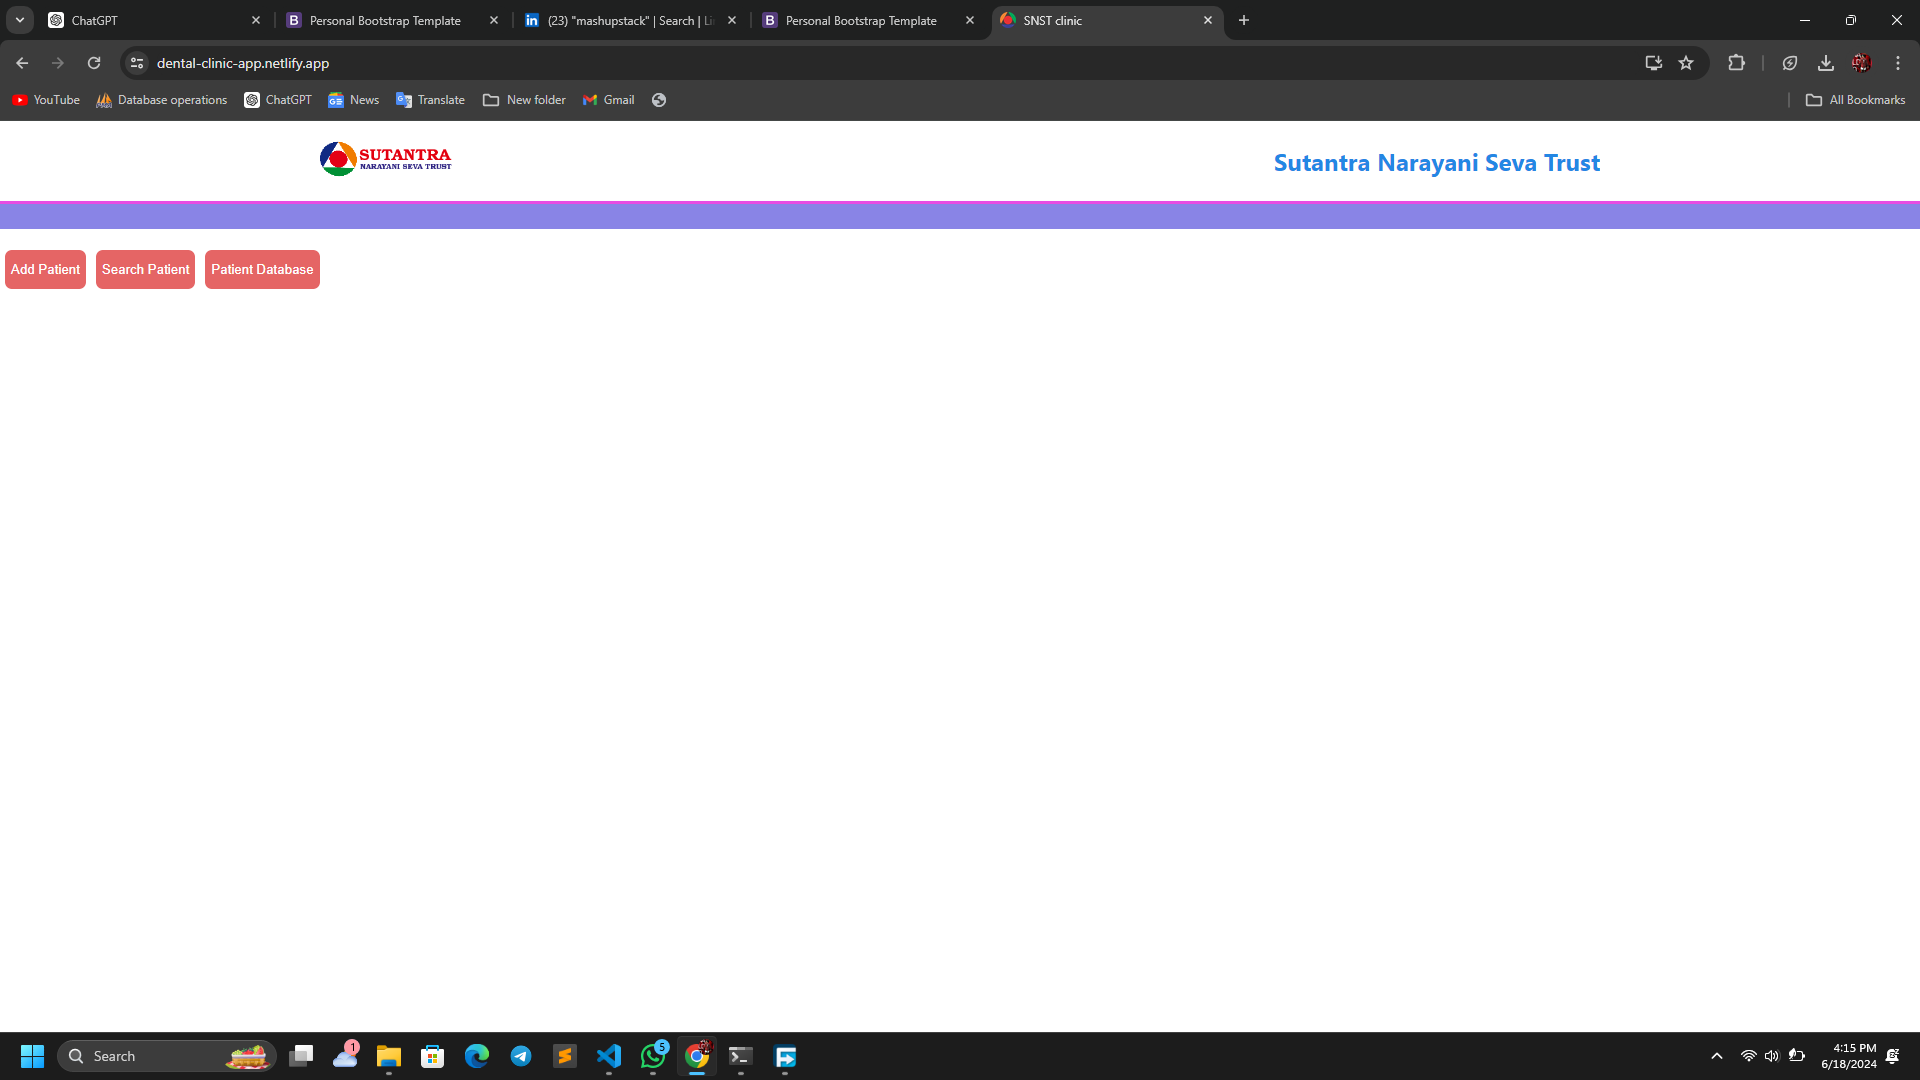 ChatGPT
Personal Bootstrap Template
(23) "mashupstack" | Search | Li
Personal Bootstrap Template
SNST clinic
dental-clinic-app.netlify.app
YouTube
Database operations
ChatGPT
News
Translate
New folder
Gmail
All Bookmarks
SUTANTRA
NARAYANI SEVA TRUST
Sutantra Narayani Seva Trust
Add Patient
Search Patient
Patient Database
Search
1
5
4:15 PM
6/18/2024